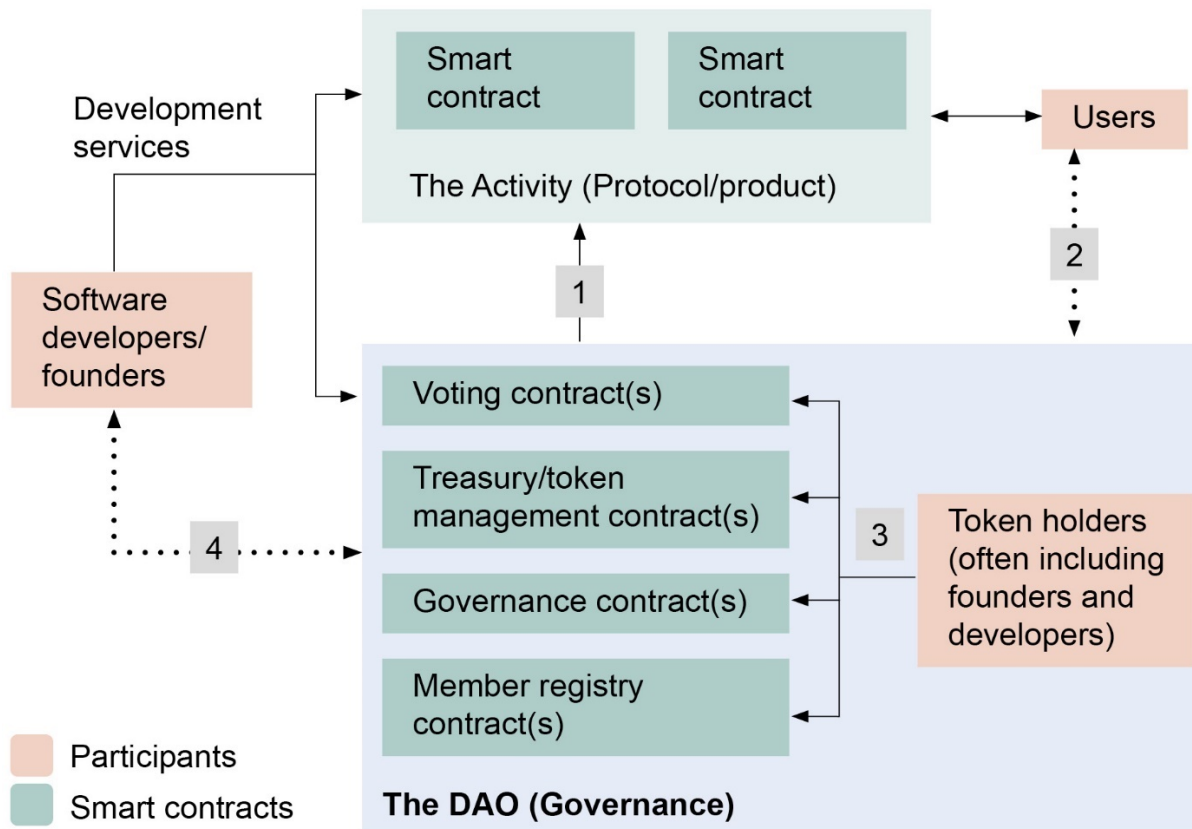 Smart
contract
Smart
contract
Development
services
Users
The Activity (Protocol/product)
2
1
Software
developers/
founders
Voting contract(s)
Treasury/token
management contract(s)
3
Token holders
(often including
founders and
developers)
4
Governance contract(s)
Member registry
contract(s)
Participants
Smart contracts
The DAO (Governance)